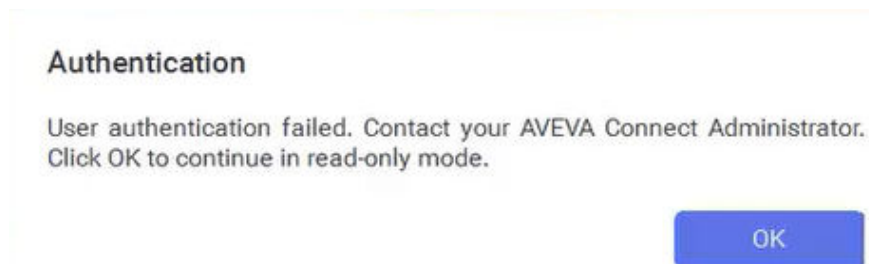 Authentication
User authentication failed. Contact your AVEVA Connect Administrator.
Click OK to continue in read-only mode.
OK